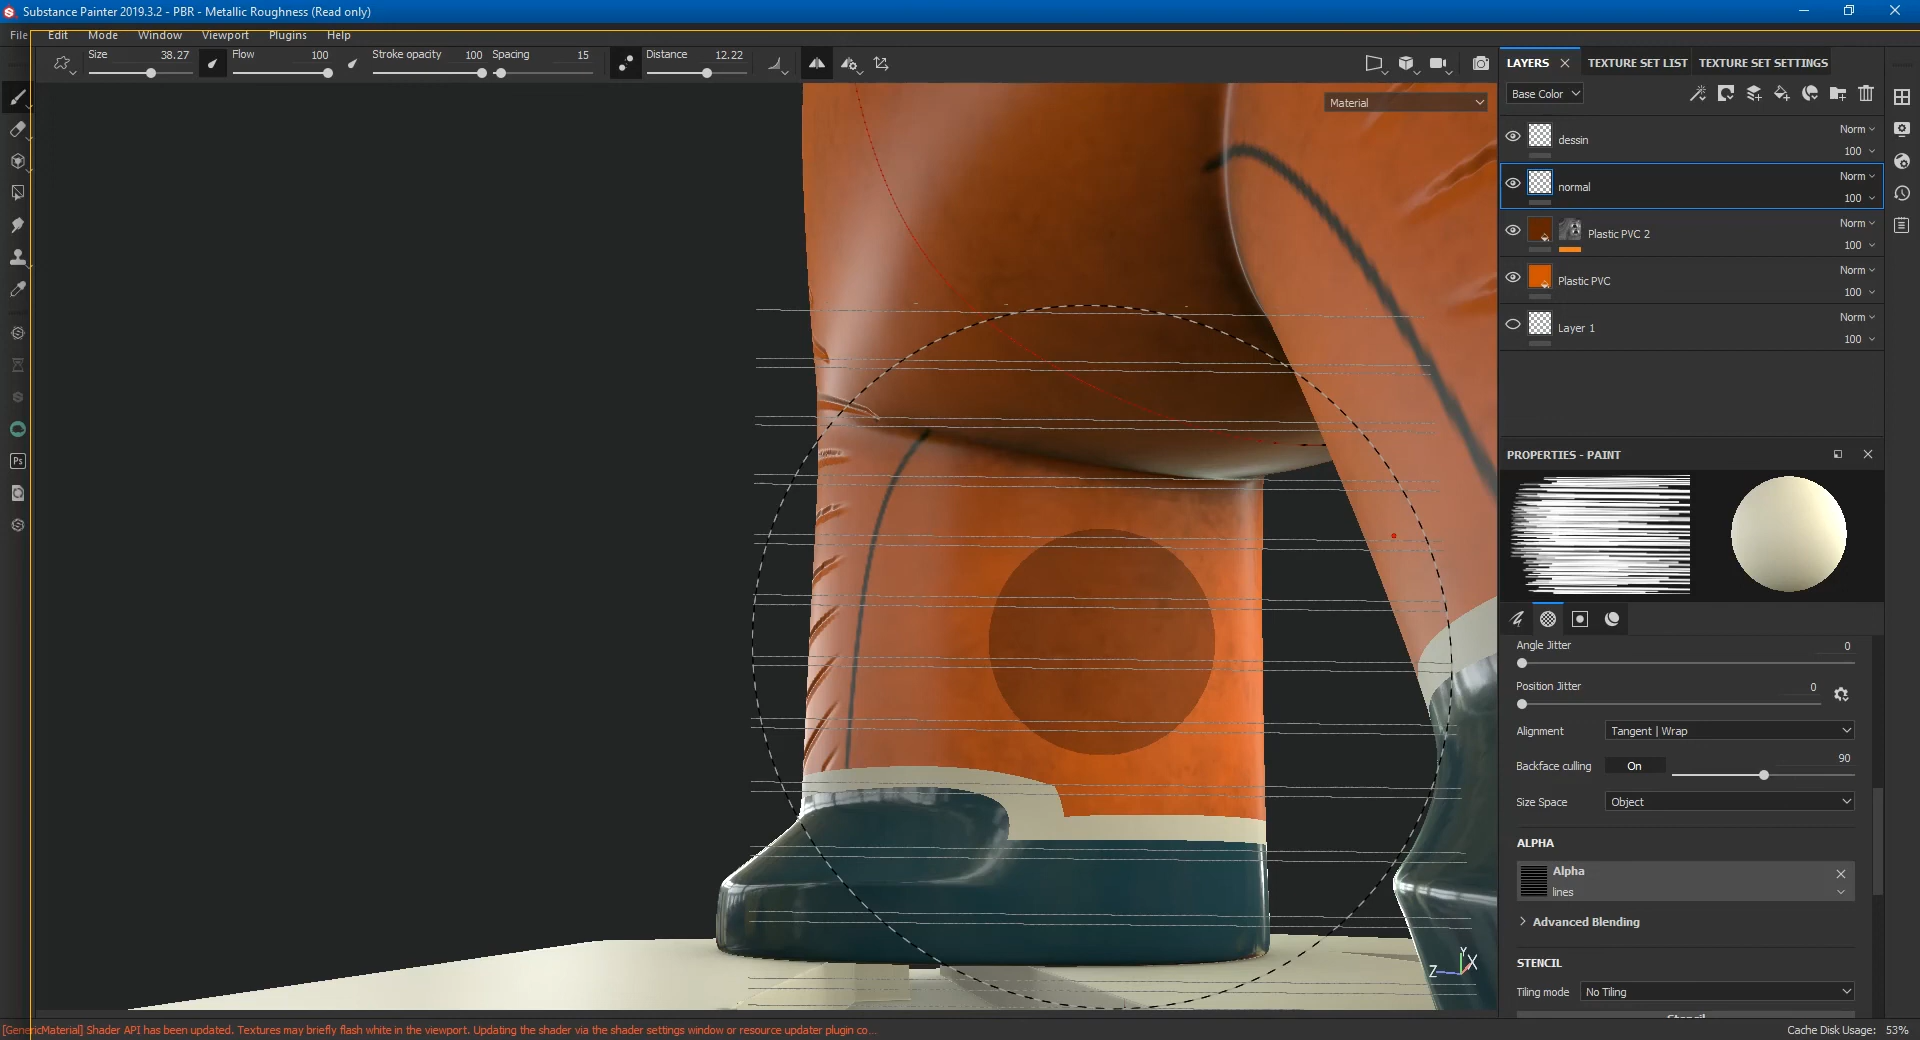 Substance Painter 2019.3.2 - PBR - Metallic Roughness (Read only)
File Edit Mode Window Viewport Plugins Help
Size 38.27 Flow 100 Stroke opacity 100 Spacing 15 Distance 12.22
LAYERS TEXTURE SET LIST TEXTURE SET SETTINGS
Base Color
Material
dessin Norm 100
normal Norm 100
Plastic PVC 2 Norm 100
Plastic PVC Norm 100
Layer 1 Norm 100
PROPERTIES - PAINT
Ps
Angle Jitter 0
Position Jitter 0
Alignment Tangent | Wrap
Backface culling On 90
Size Space Object
ALPHA
Alpha
lines
Advanced Blending
STENCIL
Tiling mode No Tiling
Y
Z X
[GenericMaterial] Shader API has been updated. Textures may briefly flash white in the viewport. Updating the shader via the shader settings window or resource updater plugin co...
Cache Disk Usage: 53%